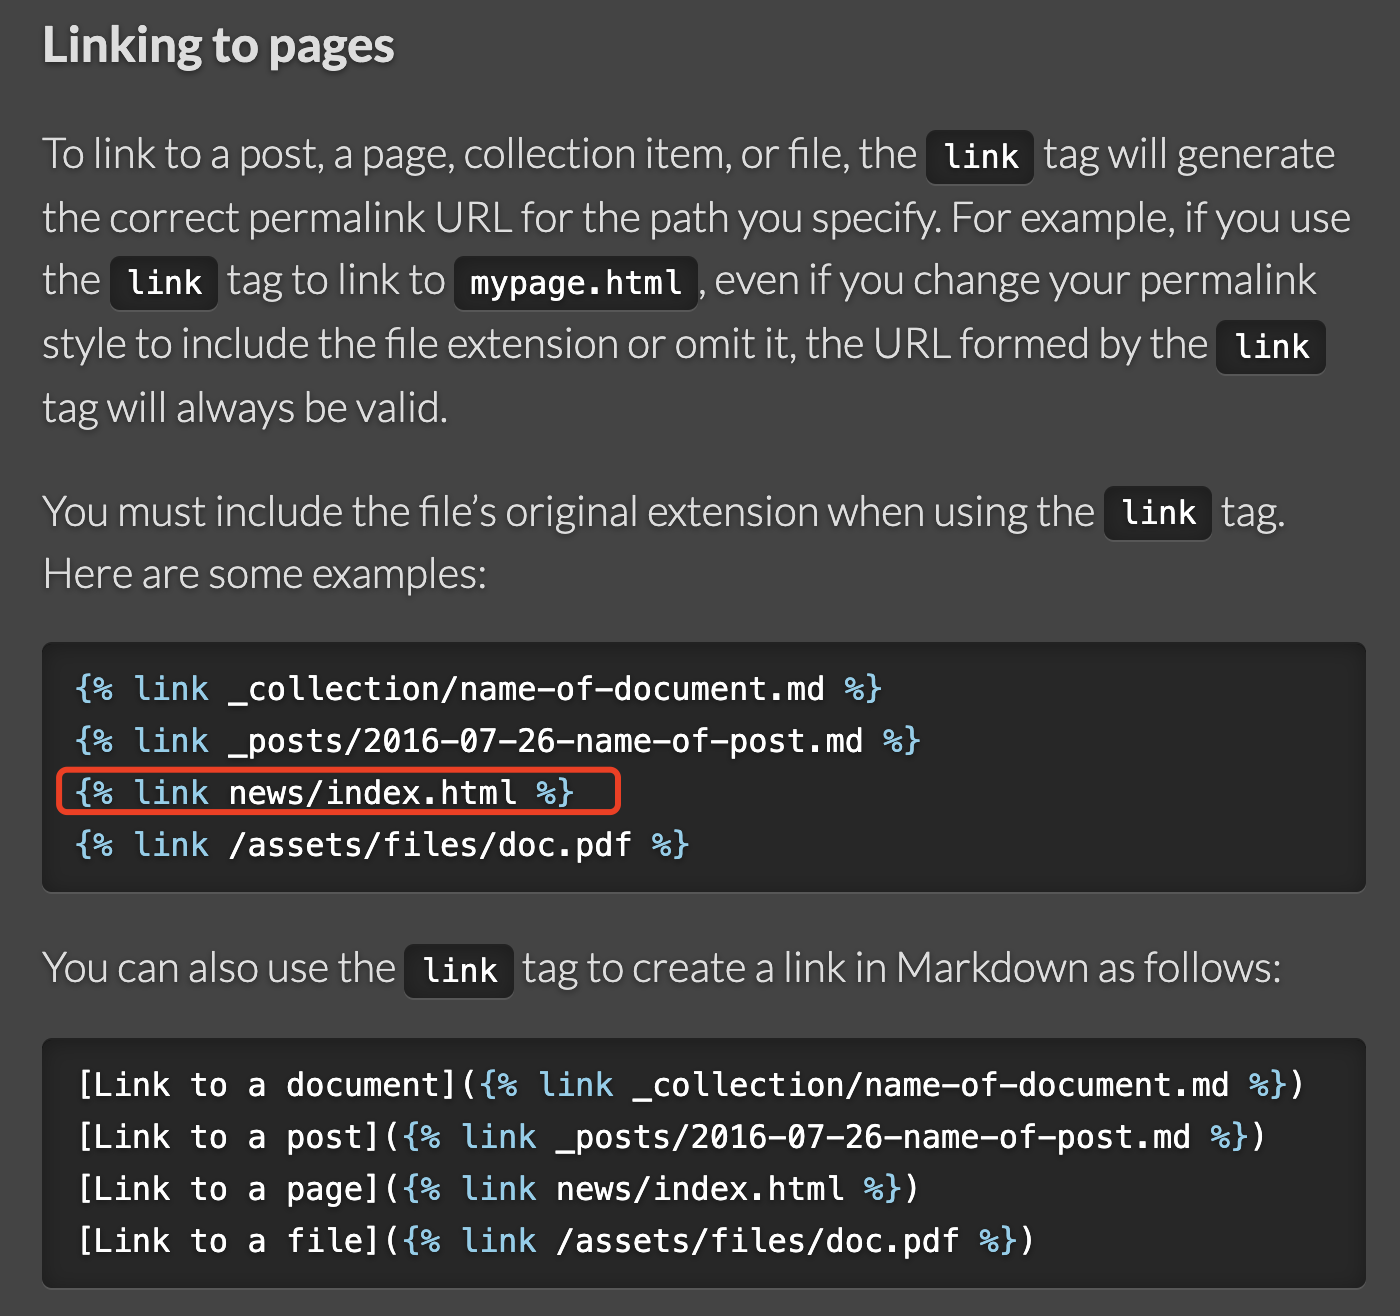 Linking to pages
To link to a post, a page, collection item, or file, the link tag will generate
the correct permalink URL for the path you specify. For example, if you use
the link tag to link to mypage.html, even if you change your permalink
style to include the file extension or omit it, the URL formed by the link
tag will always be valid.
You must include the file’s original extension when using the link tag.
Here are some examples:
{% link _collection/name-of-document.md %}
{% link _posts/2016-07-26-name-of-post.md %}
{% link news/index.html %}
{% link /assets/files/doc.pdf %}
You can also use the link tag to create a link in Markdown as follows:
[Link to a document]({% link _collection/name-of-document.md %})
[Link to a post]({% link _posts/2016-07-26-name-of-post.md %})
[Link to a page]({% link news/index.html %})
[Link to a file]({% link /assets/files/doc.pdf %})